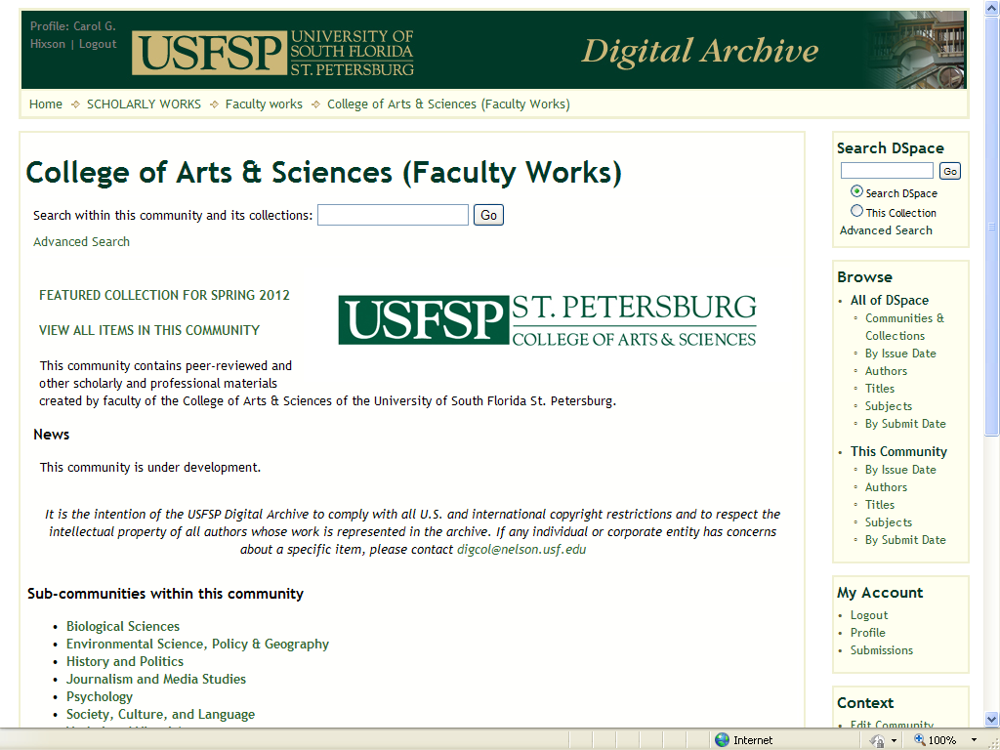 Profile: Carol G.
Hixson | Logout
USFSP UNIVERSITY OF
SOUTH FLORIDA
ST. PETERSBURG
Digital Archive
Home SCHOLARLY WORKS Faculty works College of Arts & Sciences (Faculty Works)
College of Arts & Sciences (Faculty Works)
Search within this community and its collections: Go
Advanced Search
FEATURED COLLECTION FOR SPRING 2012
VIEW ALL ITEMS IN THIS COMMUNITY
USFSP ST. PETERSBURG
COLLEGE OF ARTS & SCIENCES
This community contains peer-reviewed and
other scholarly and professional materials
created by faculty of the College of Arts & Sciences of the University of South Florida St. Petersburg.
News
This community is under development.
It is the intention of the USFSP Digital Archive to comply with all U.S. and international copyright restrictions and to respect the
intellectual property of all authors whose work is represented in the archive. If any individual or corporate entity has concerns
about a specific item, please contact digcol@nelson.usf.edu
Sub-communities within this community
• Biological Sciences
• Environmental Science, Policy & Geography
• History and Politics
• Journalism and Media Studies
• Psychology
• Society, Culture, and Language
Search DSpace
Go
Search DSpace
This Collection
Advanced Search
Browse
• All of DSpace
Communities &
Collections
By Issue Date
Authors
Titles
Subjects
By Submit Date
• This Community
By Issue Date
Authors
Titles
Subjects
By Submit Date
My Account
• Logout
• Profile
• Submissions
Context
• Edit Community
Internet
100%